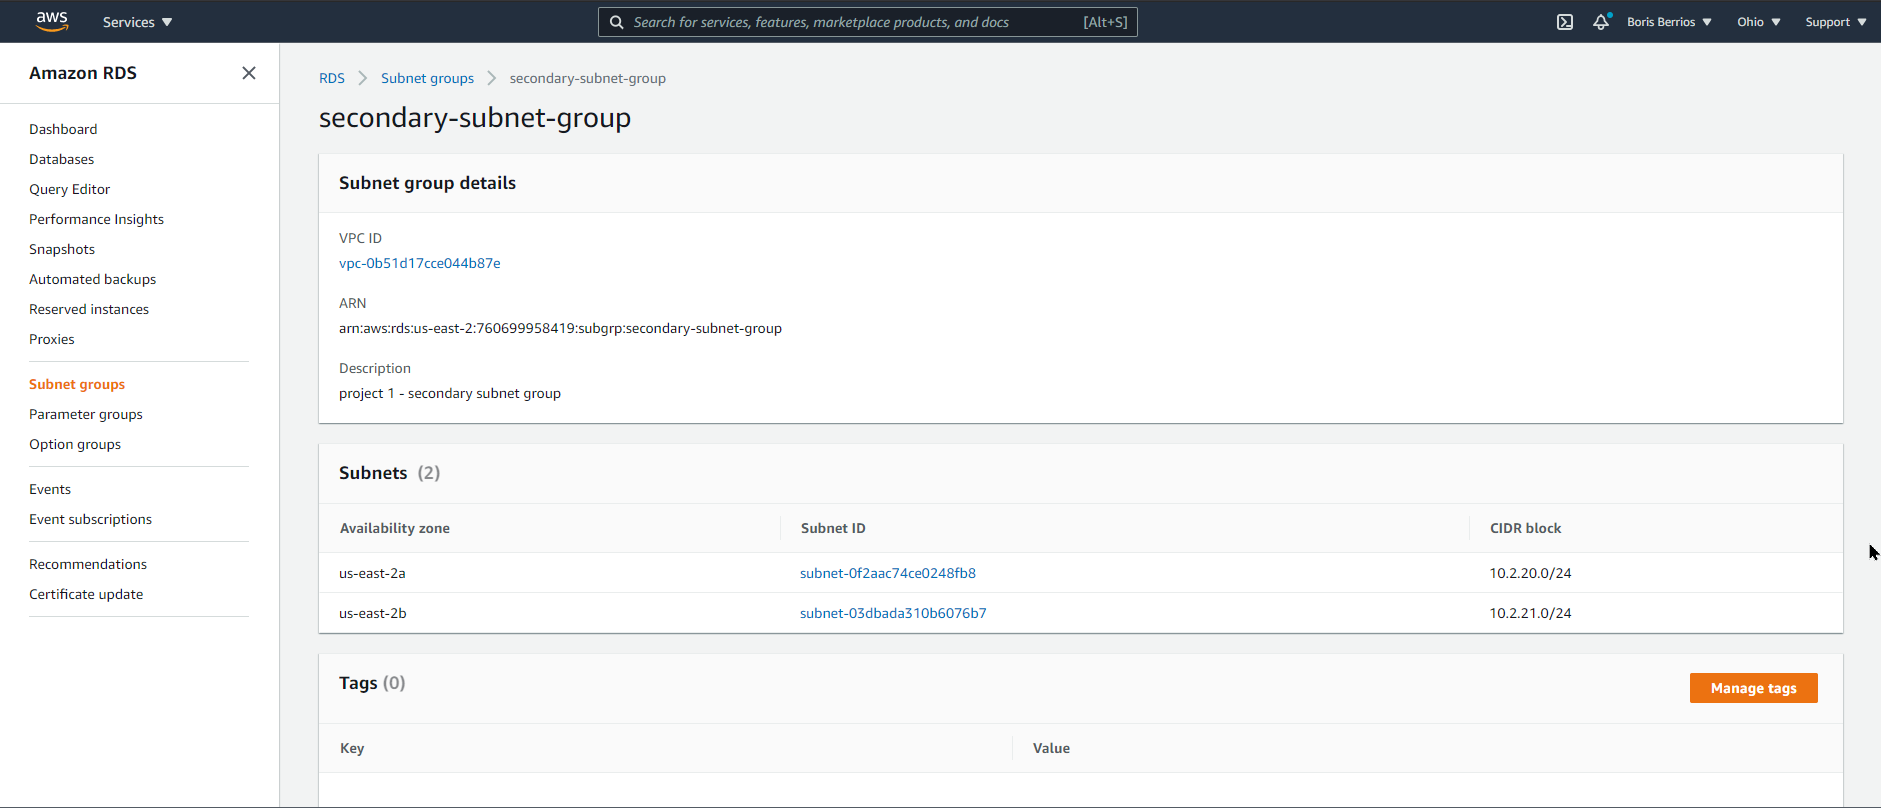 aws
Services
Search for services, features, marketplace products, and docs [Alt+S]
Boris Berrios
Ohio
Support
Amazon RDS
Dashboard
Databases
Query Editor
Performance Insights
Snapshots
Automated backups
Reserved instances
Proxies
Subnet groups
Parameter groups
Option groups
Events
Event subscriptions
Recommendations
Certificate update
RDS Subnet groups secondary-subnet-group
secondary-subnet-group
Subnet group details
VPC ID
vpc-0b51d17cce044b87e
ARN
arn:aws:rds:us-east-2:760699958419:subgrp:secondary-subnet-group
Description
project 1 - secondary subnet group
Subnets (2)
Availability zone Subnet ID CIDR block
us-east-2a subnet-0f2aac74ce0248fb8 10.2.20.0/24
us-east-2b subnet-03dbada310b6076b7 10.2.21.0/24
Tags (0)
Manage tags
Key Value